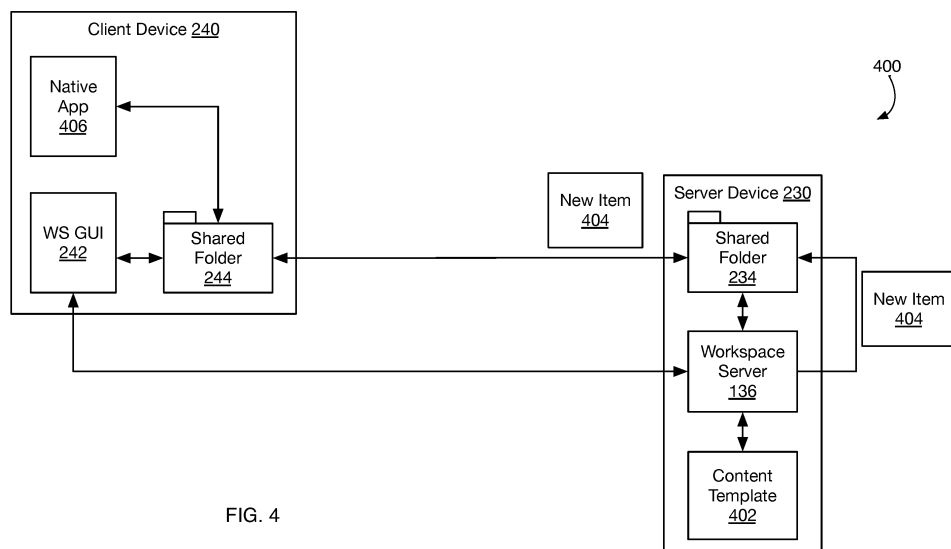 Client Device 240
Native
App
406
400
New Item
404
Server Device 230
WS GUI
242
Shared
Folder
244
Shared
Folder
234
New Item
404
Workspace
Server
136
Content
Template
402
FIG. 4